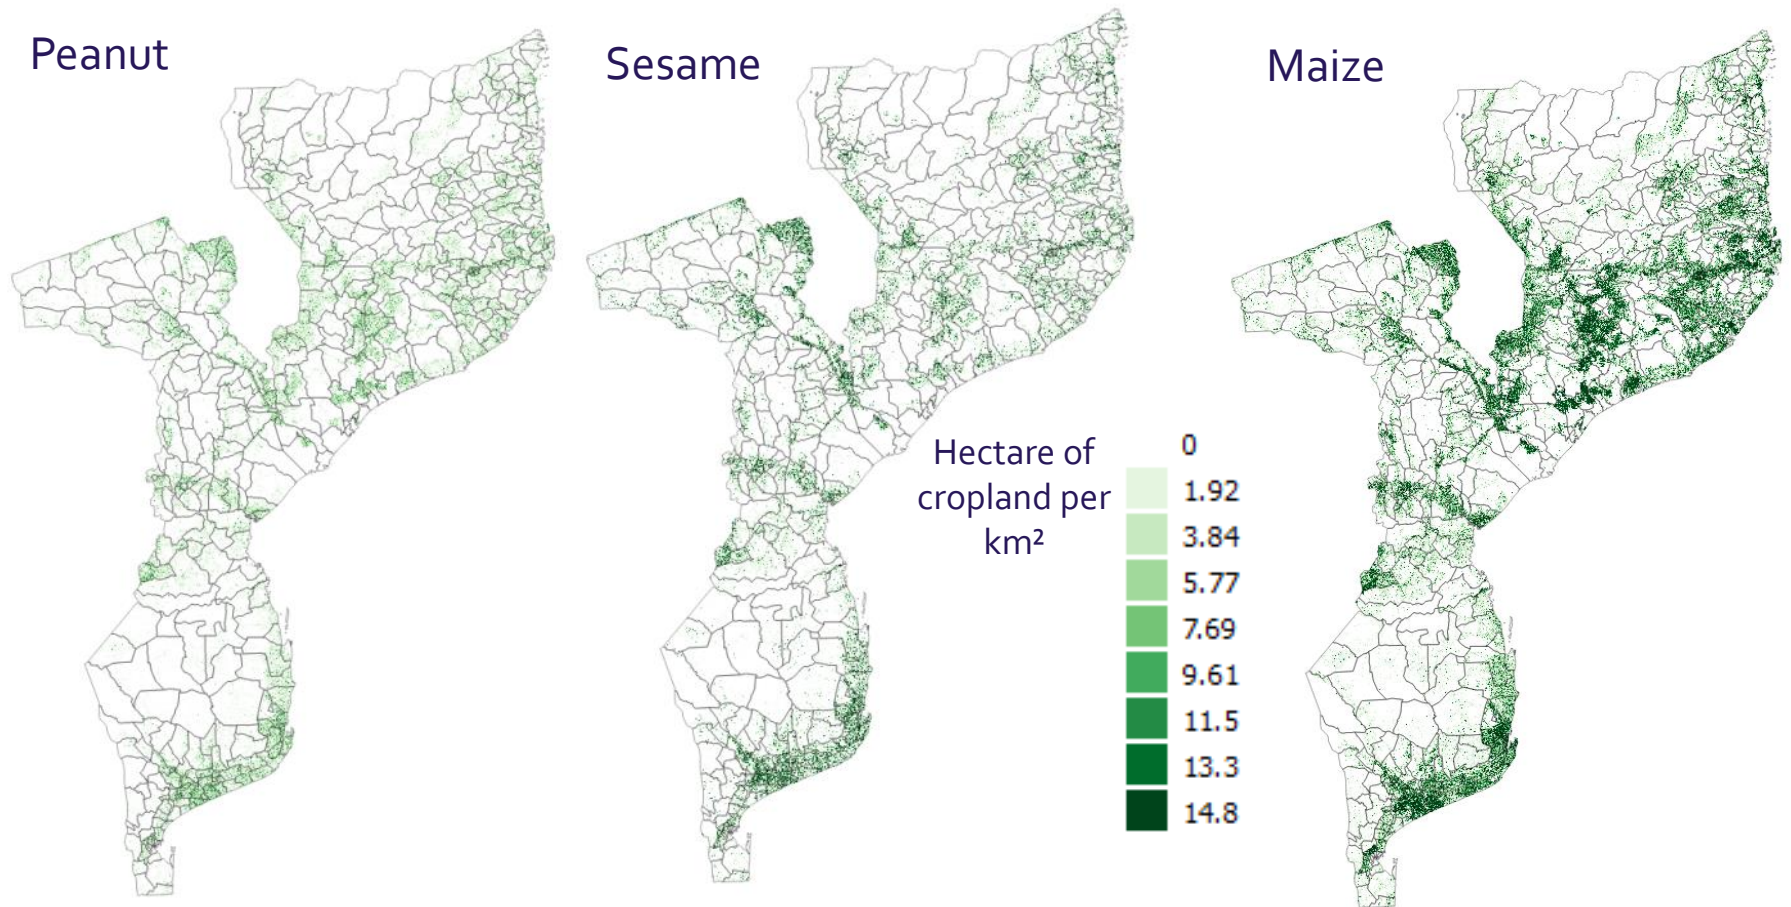 Peanut
Sesame
Maize
Hectare of
cropland per
km²
0
1.92
3.84
5.77
7.69
9.61
11.5
13.3
14.8